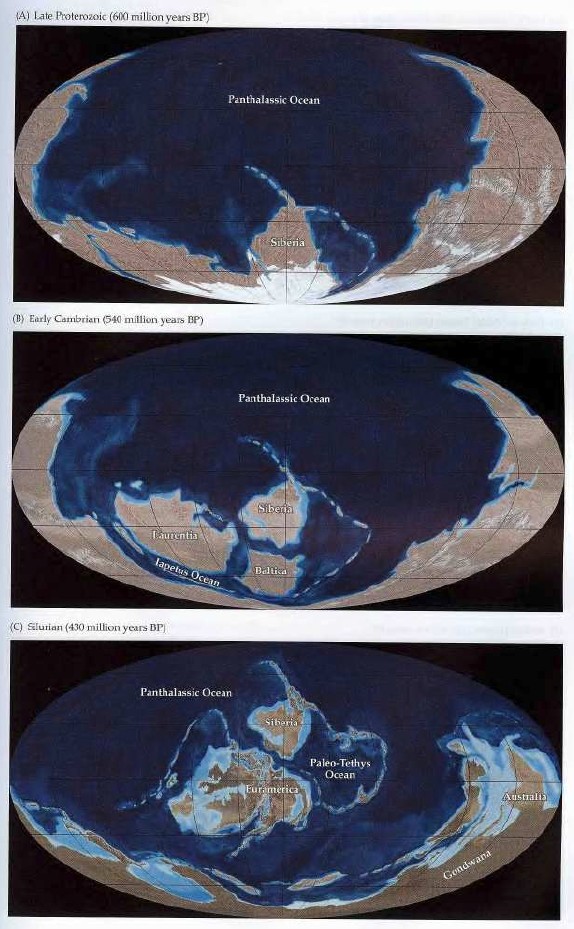 (A) Late Proterozoic (600 million years BP)
Panthalassic Ocean
Siberia
(B) Early Cambrian (540 million years BP)
Panthalassic Ocean
Siberia
Laurentia
Baltica
Iapetus Ocean
(C) Silurian (430 million years BP)
Panthalassic Ocean
Siberia
Paleo-Tethys
Ocean
Euramerica
Australia
Gondwana